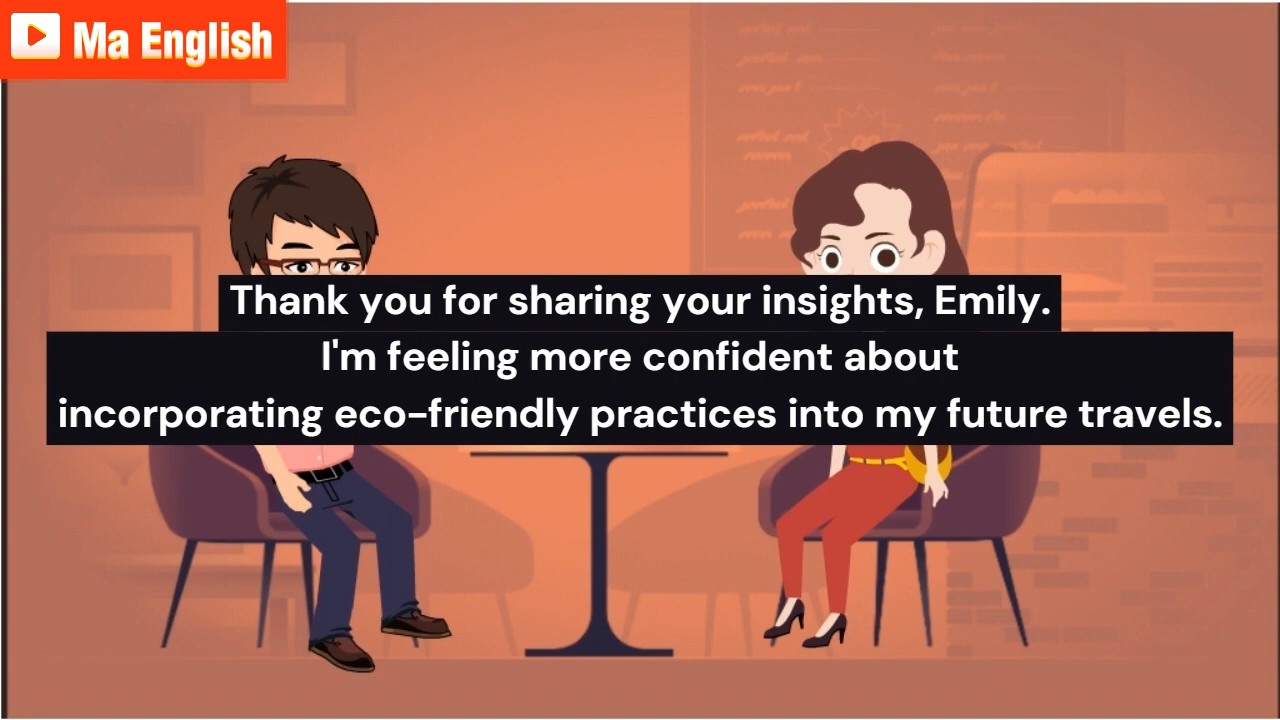 Ma English
Thank you for sharing your insights, Emily.
I'm feeling more confident about
incorporating eco-friendly practices into my future travels.